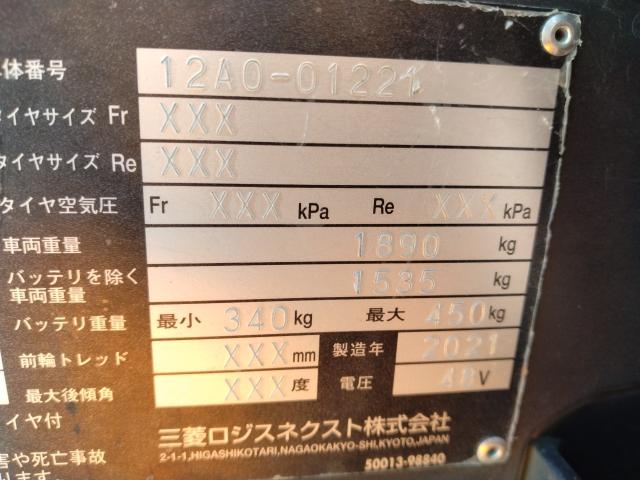 体番号 12A0-01221
タイヤサイズ Fr XXX
タイヤサイズ Re XXX
タイヤ空気圧 Fr XXX kPa Re XXX kPa
車両重量 1890 kg
バッテリを除く車両重量 1535 kg
バッテリ重量 最小 340 kg 最大 450 kg
前輪トレッド XXX mm 製造年 2021
最大後傾角 XXX 度 電圧 48 V
イヤ付
三菱ロジスネクスト株式会社
2-1-1,HIGASHIKOTARI,NAGAOKAKYO-SHI,KYOTO,JAPAN
害や死亡事故
ります。
50013-98840